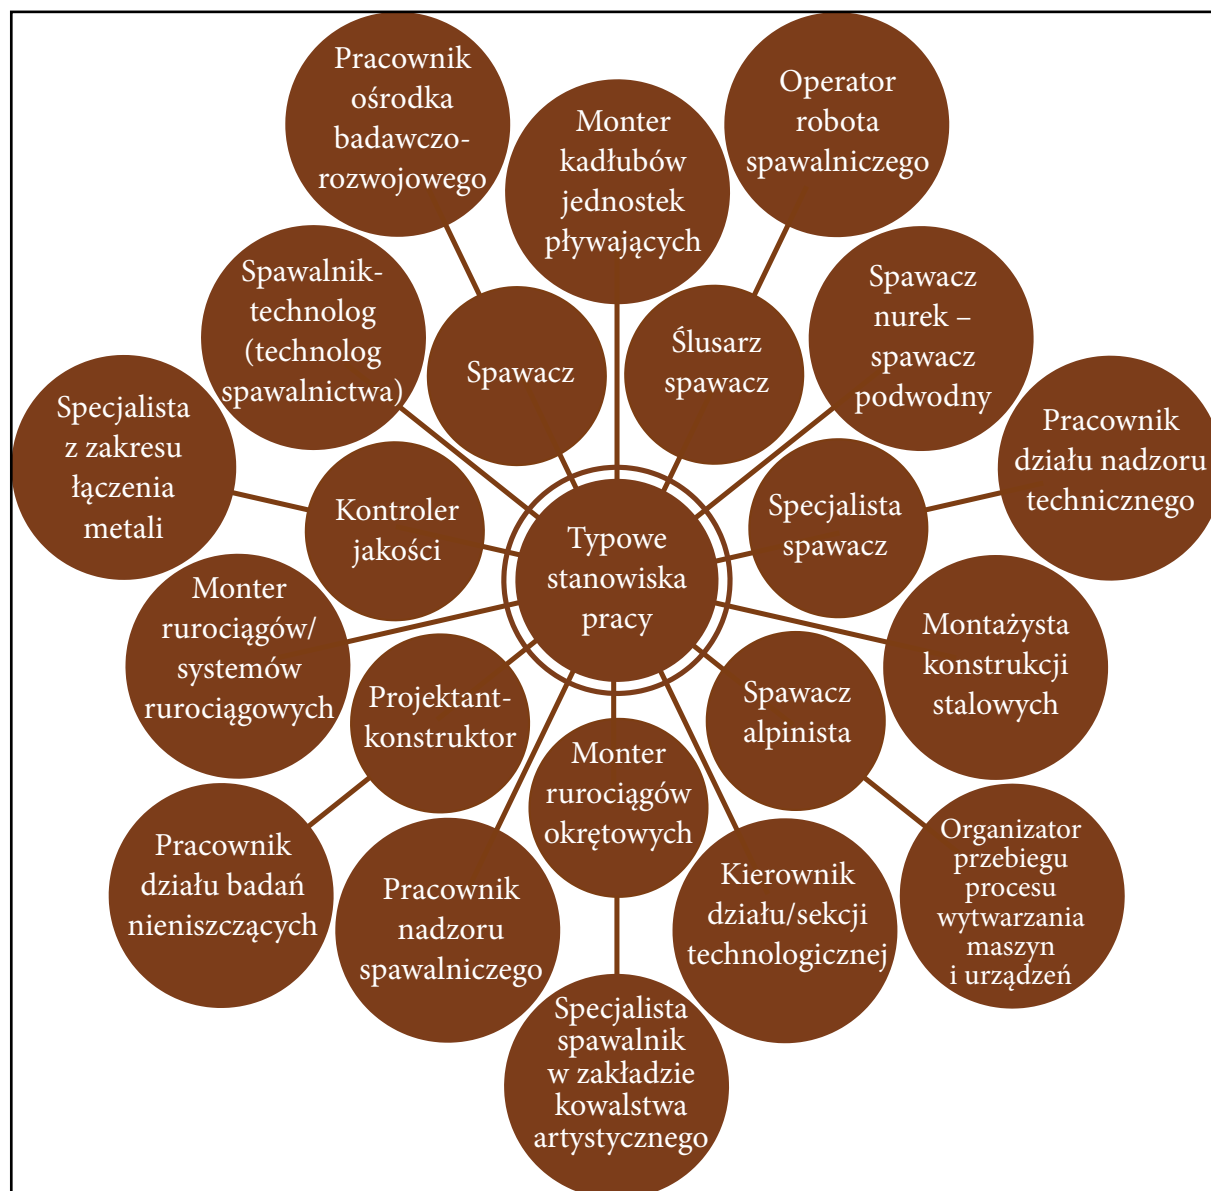 Pracownik
ośrodka
badawczo-
rozwojowego
Monter
kadłubów
jednostek
pływających
Operator
robota
spawalniczego
Spawalnik-
technolog
(technolog
spawalnictwa)
Spawacz
Ślusarz
spawacz
Spawacz
nurek –
spawacz
podwodny
Specjalista
z zakresu
łączenia
metali
Kontroler
jakości
Typowe
stanowiska
pracy
Specjalista
spawacz
Pracownik
działu nadzoru
technicznego
Monter
rurociągów/
systemów
rurociągowych
Projektant-
konstruktor
Monter
rurociągów
okrętowych
Spawacz
alpinista
Montażysta
konstrukcji
stalowych
Pracownik
działu badań
nieniszczących
Pracownik
nadzoru
spawalniczego
Specjalista
spawalnik
w zakładzie
kowalstwa
artystycznego
Kierownik
działu/sekcji
technologicznej
Organizator
przebiegu
procesu
wytwarzania
maszyn
i urządzeń